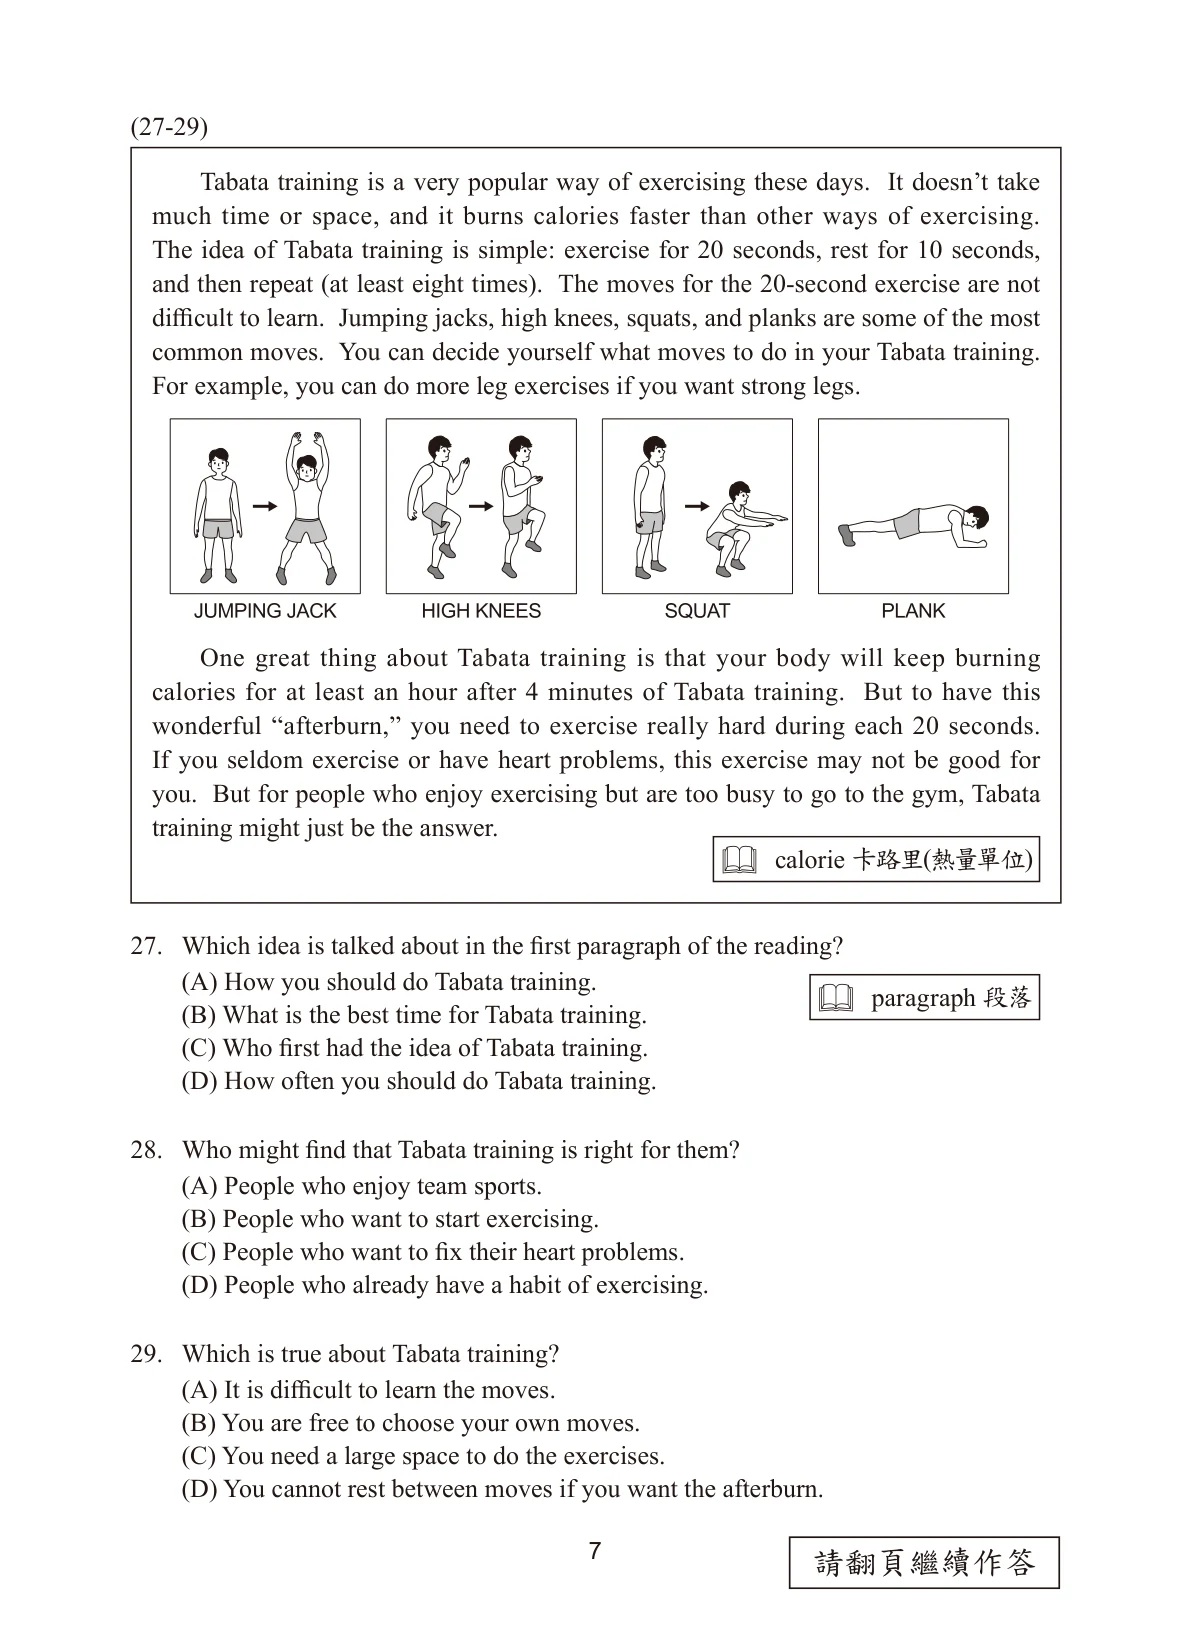 (27-29)
Tabata training is a very popular way of exercising these days. It doesn't take
much time or space, and it burns calories faster than other ways of exercising.
The idea of Tabata training is simple: exercise for 20 seconds, rest for 10 seconds,
and then repeat (at least eight times). The moves for the 20-second exercise are not
difficult to learn. Jumping jacks, high knees, squats, and planks are some of the most
common moves. You can decide yourself what moves to do in your Tabata training.
For example, you can do more leg exercises if you want strong legs.
JUMPING JACK
HIGH KNEES
SQUAT
PLANK
One great thing about Tabata training is that your body will keep burning
calories for at least an hour after 4 minutes of Tabata training. But to have this
wonderful “afterburn,” you need to exercise really hard during each 20 seconds.
If you seldom exercise or have heart problems, this exercise may not be good for
you. But for people who enjoy exercising but are too busy to go to the gym, Tabata
training might just be the answer.
calorie 卡路里(熱量單位)
27. Which idea is talked about in the first paragraph of the reading?
(A) How you should do Tabata training.
(B) What is the best time for Tabata training.
(C) Who first had the idea of Tabata training.
(D) How often you should do Tabata training.
paragraph 段落
28. Who might find that Tabata training is right for them?
(A) People who enjoy team sports.
(B) People who want to start exercising.
(C) People who want to fix their heart problems.
(D) People who already have a habit of exercising.
29. Which is true about Tabata training?
(A) It is difficult to learn the moves.
(B) You are free to choose your own moves.
(C) You need a large space to do the exercises.
(D) You cannot rest between moves if you want the afterburn.
7
請翻頁繼續作答